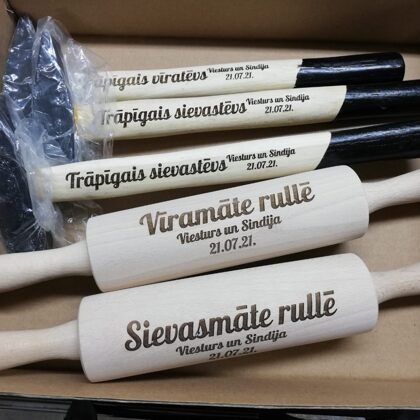 Trāpīgais vīratēvs
Viesturs un Sindija
21.07.21.
Trāpīgais sievastēvs
Viesturs un Sindija
21.07.21.
Trāpīgais sievastēvs
Viesturs un Sindija
21.07.21.
Vīramāte rullē
Viesturs un Sindija
21.07.21.
Sievasmāte rullē
Viesturs un Sindija
21.07.21.